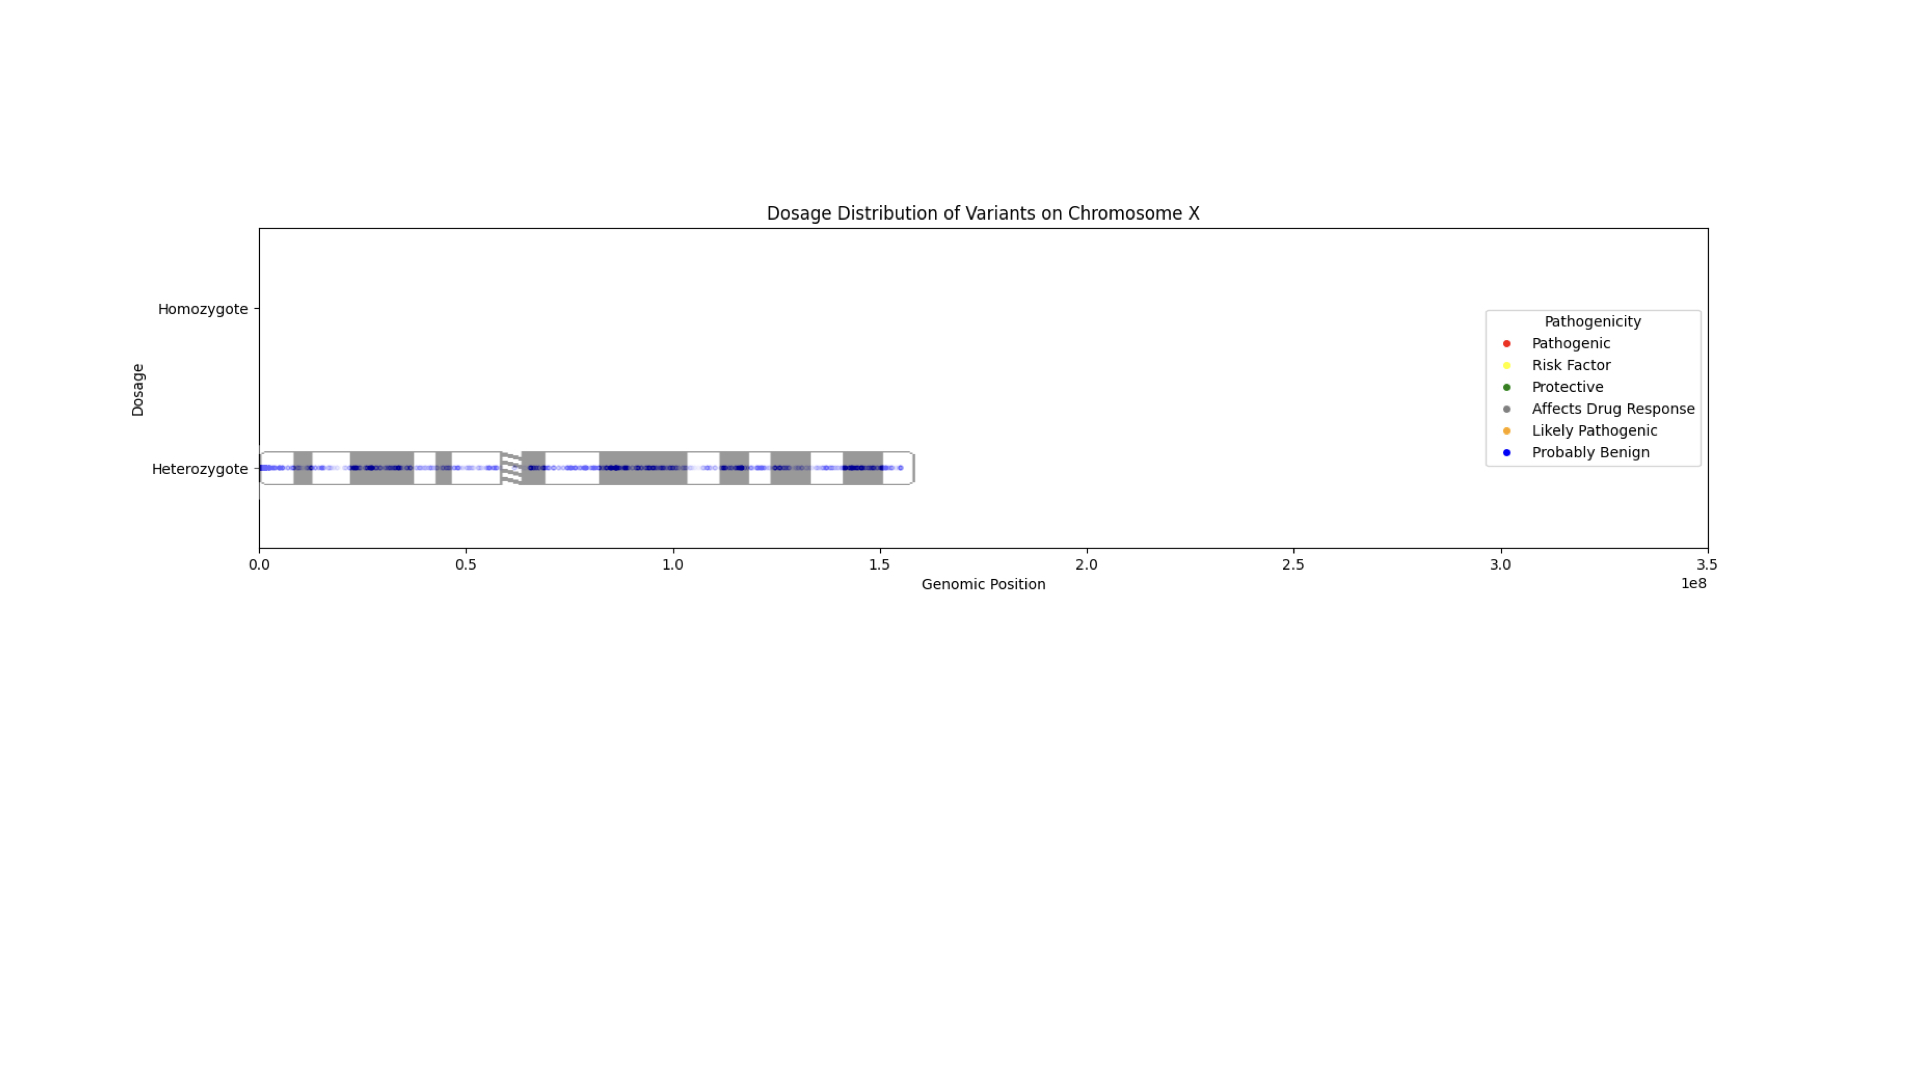 Dosage Distribution of Variants on Chromosome X
Homozygote
Heterozygote
Dosage
Pathogenicity
Pathogenic
Risk Factor
Protective
Affects Drug Response
Likely Pathogenic
Probably Benign
0.0 0.5 1.0 1.5 2.0 2.5 3.0 3.5
1e8
Genomic Position